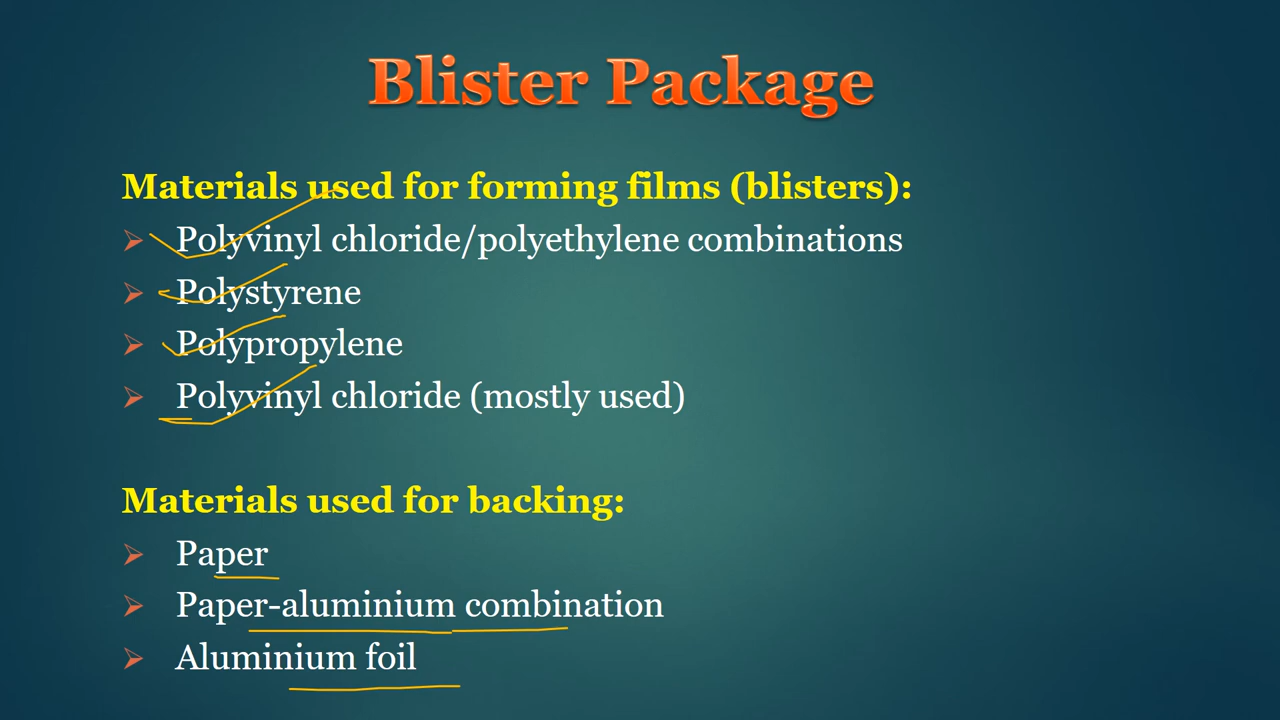 Blister Package
Materials used for forming films (blisters):
Polyvinyl chloride/polyethylene combinations
Polystyrene
Polypropylene
Polyvinyl chloride (mostly used)
Materials used for backing:
Paper
Paper-aluminium combination
Aluminium foil